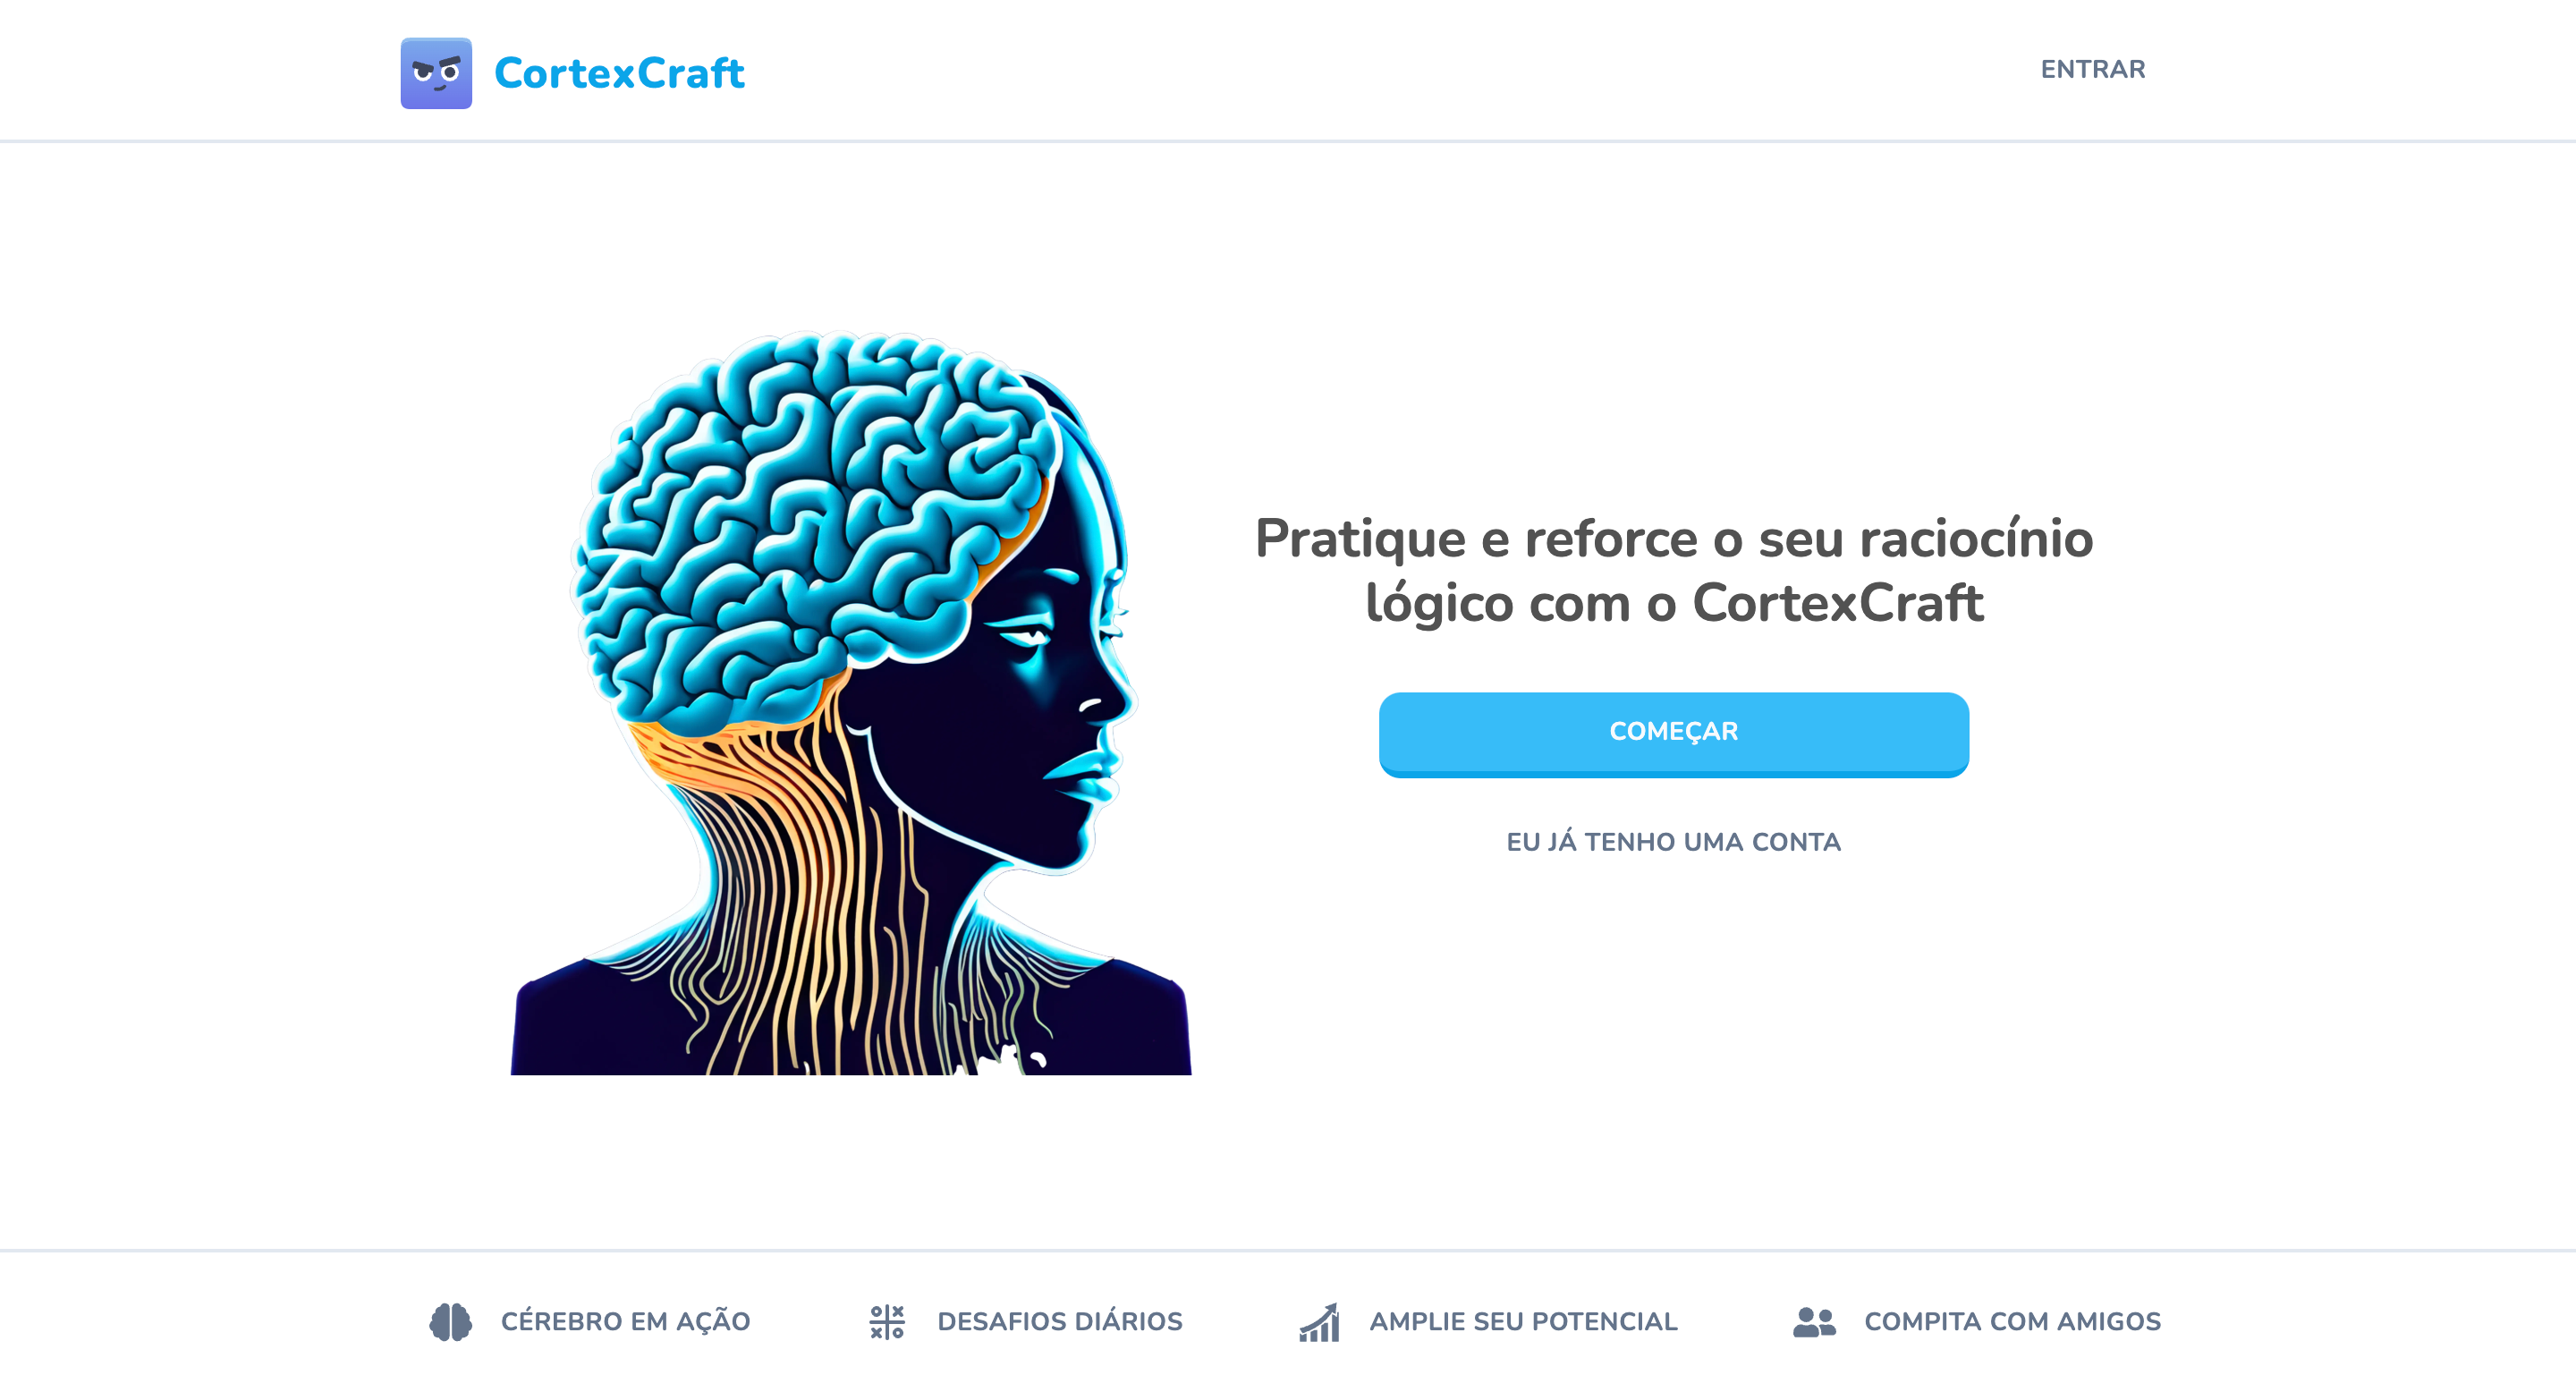 CortexCraft
ENTRAR
Pratique e reforce o seu raciocínio
lógico com o CortexCraft
COMEÇAR
EU JÁ TENHO UMA CONTA
CÉREBRO EM AÇÃO
DESAFIOS DIÁRIOS
AMPLIE SEU POTENCIAL
COMPITA COM AMIGOS